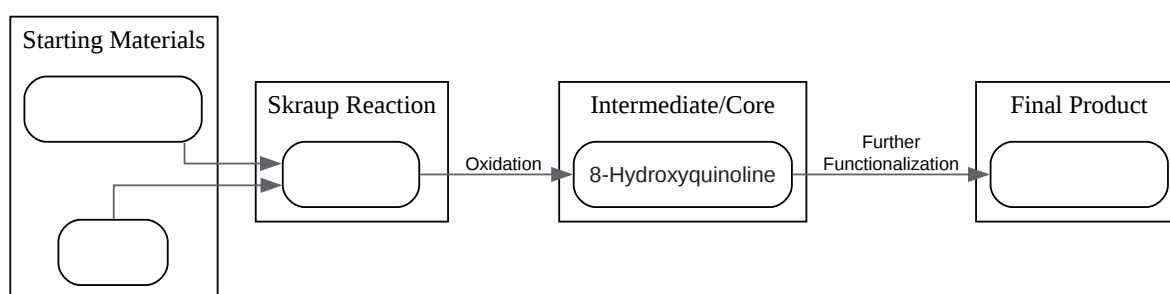 Starting Materials
Skraup Reaction
Oxidation
Intermediate/Core
8-Hydroxyquinoline
Further
Functionalization
Final Product